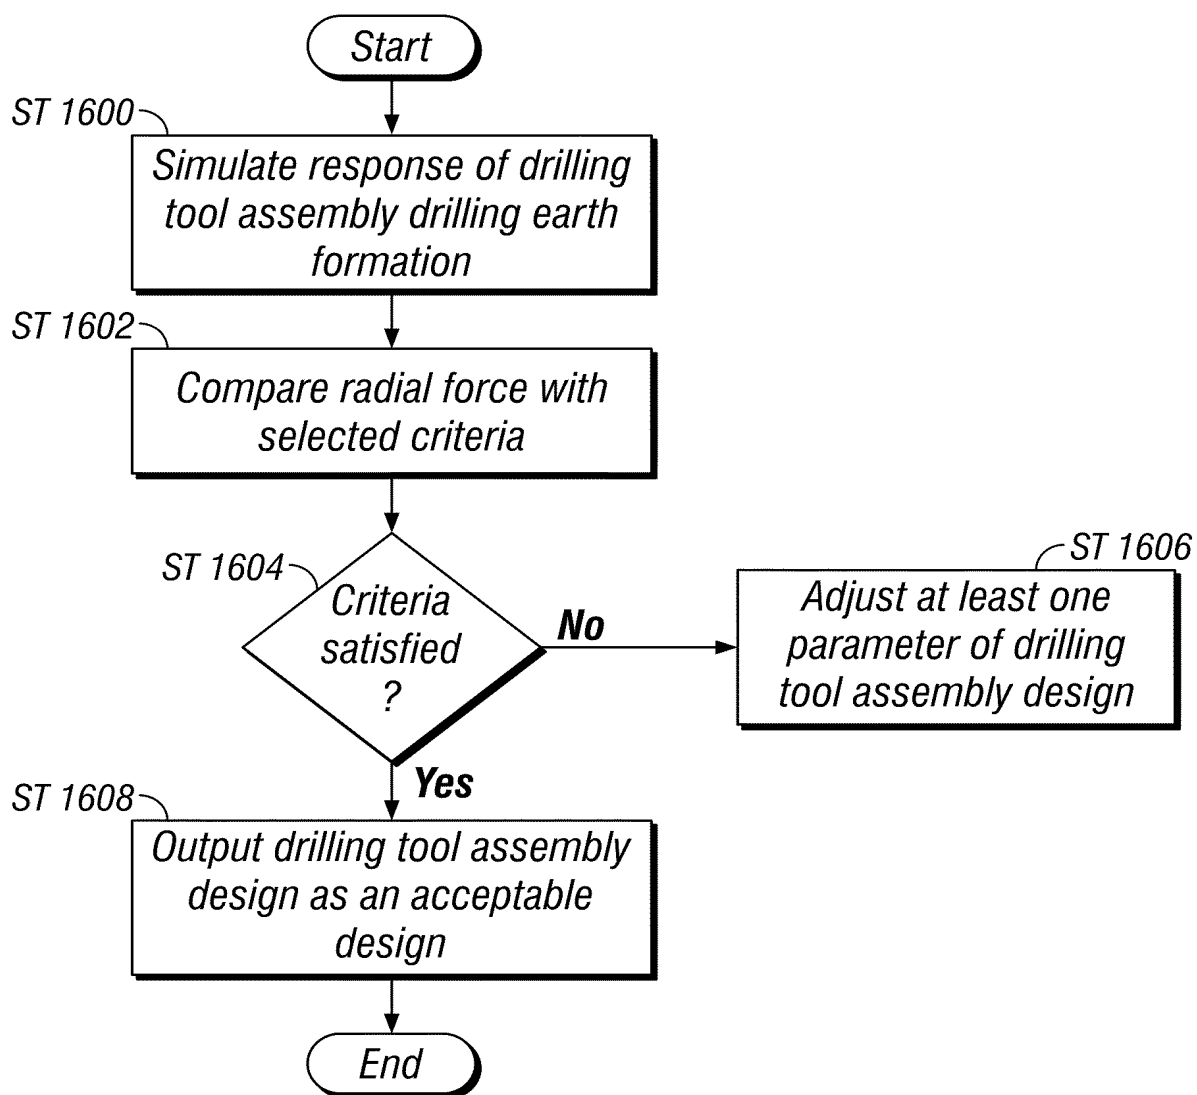 Start
ST 1600
Simulate response of drilling
tool assembly drilling earth
formation
ST 1602
Compare radial force with
selected criteria
ST 1604
Criteria
satisfied
?
No
ST 1606
Adjust at least one
parameter of drilling
tool assembly design
Yes
ST 1608
Output drilling tool assembly
design as an acceptable
design
End